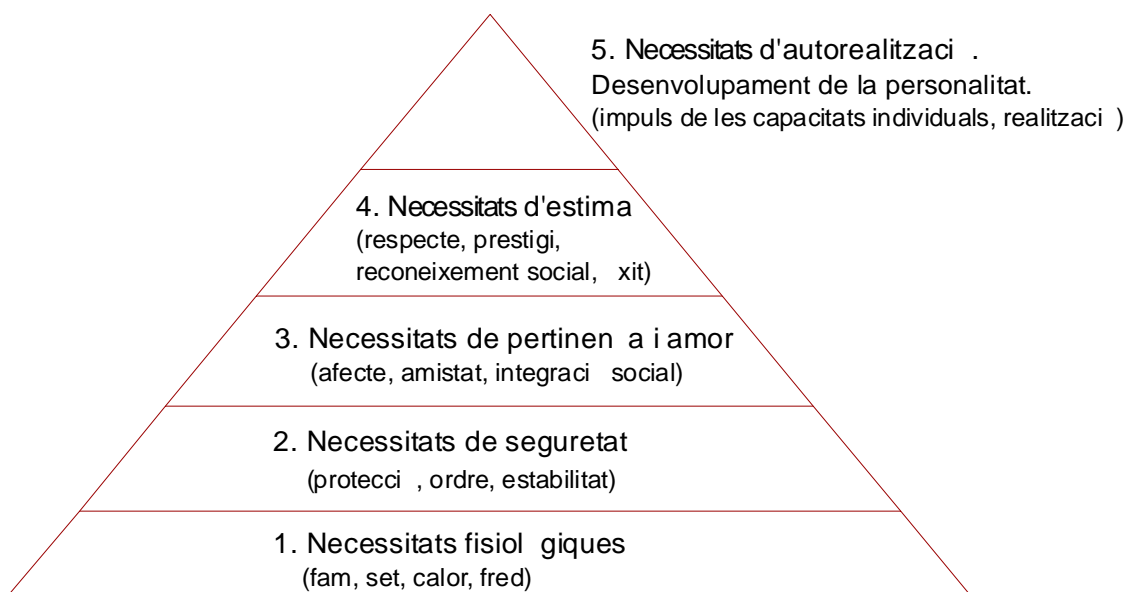 5. Necessitats d'autorealitzaci .
Desenvolupament de la personalitat.
(impuls de les capacitats individuals, realitzaci )
4. Necessitats d'estima
(respecte, prestigi,
reconeixement social, xit)
3. Necessitats de pertinen a i amor
(afecte, amistat, integraci social)
2. Necessitats de seguretat
(protecci , ordre, estabilitat)
1. Necessitats fisiol giques
(fam, set, calor, fred)